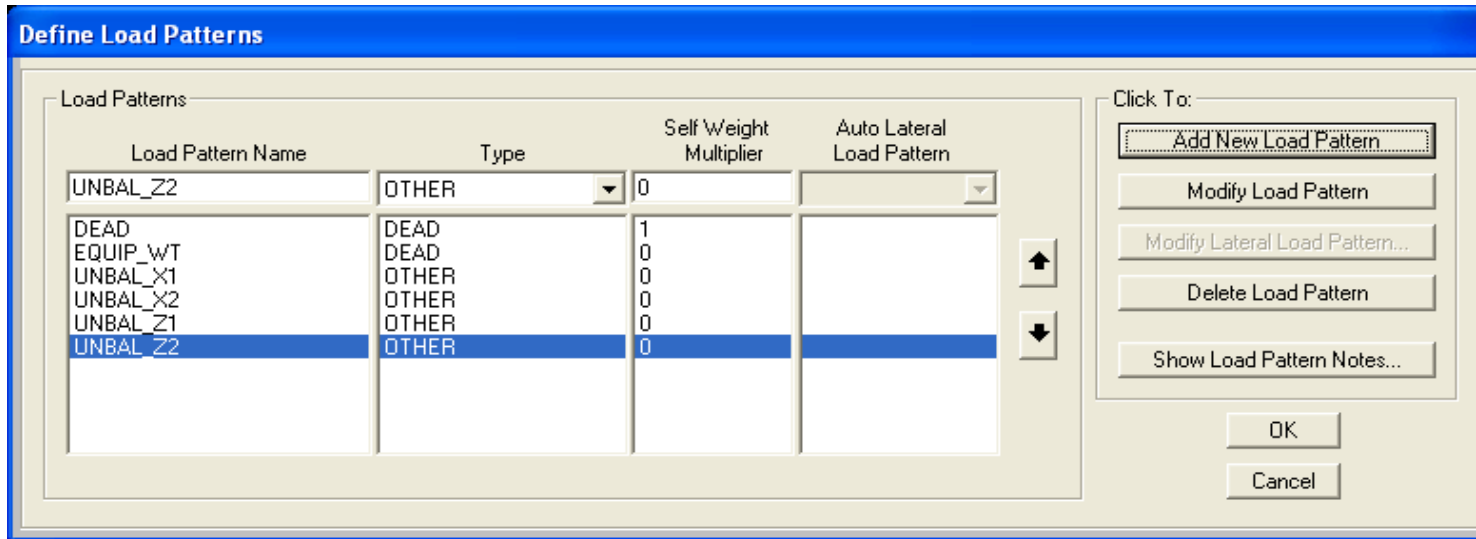 Define Load Patterns
Load Patterns
Load Pattern Name Type Self Weight Multiplier Auto Lateral Load Pattern
UNBAL_Z2 OTHER 0
DEAD DEAD 1
EQUIP_WT DEAD 0
UNBAL_X1 OTHER 0
UNBAL_X2 OTHER 0
UNBAL_Z1 OTHER 0
UNBAL_Z2 OTHER 0
Click To:
Add New Load Pattern
Modify Load Pattern
Modify Lateral Load Pattern...
Delete Load Pattern
Show Load Pattern Notes...
OK
Cancel